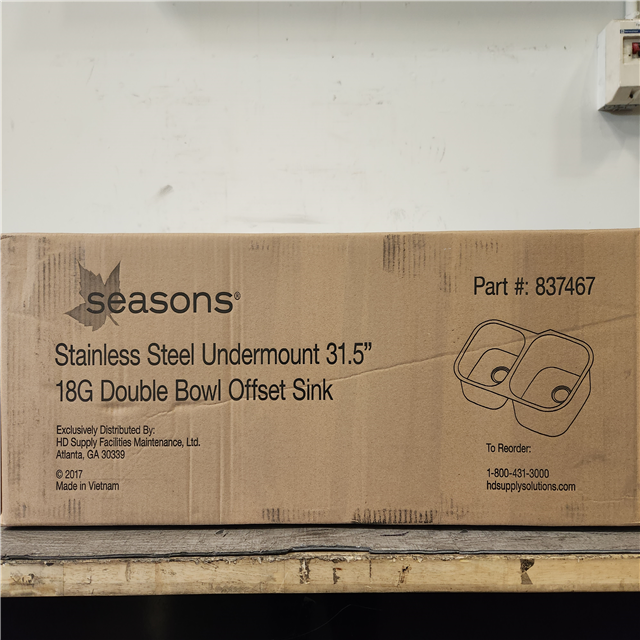 seasons®
Part #: 837467
Stainless Steel Undermount 31.5”
18G Double Bowl Offset Sink
Exclusively Distributed By:
HD Supply Facilities Maintenance, Ltd.
Atlanta, GA 30339
© 2017
Made in Vietnam
To Reorder:
1-800-431-3000
hdsupplysolutions.com